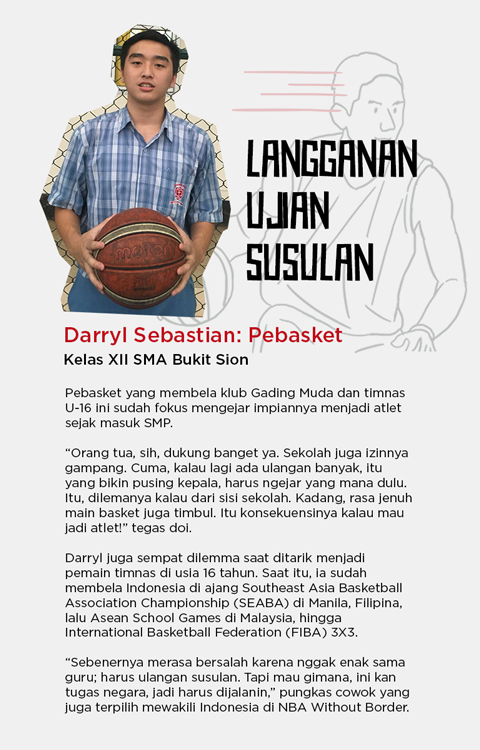 LANGGANAN
UJIAN
SUSULAN
molten
Darryl Sebastian: Pebasket
Kelas XII SMA Bukit Sion
Pebasket yang membela klub Gading Muda dan timnas
U-16 ini sudah fokus mengejar impiannya menjadi atlet
sejak masuk SMP.
“Orang tua, sih, dukung banget ya. Sekolah juga izinnya
gampang. Cuma, kalau lagi ada ulangan banyak, itu
yang bikin pusing kepala, harus ngejar yang mana dulu.
Itu, dilemanya kalau dari sisi sekolah. Kadang, rasa jenuh
main basket juga timbul. Itu konsekuensinya kalau mau
jadi atlet!” tegas doi.
Darryl juga sempat dilemma saat ditarik menjadi
pemain timnas di usia 16 tahun. Saat itu, ia sudah
membela Indonesia di ajang Southeast Asia Basketball
Association Championship (SEABA) di Manila, Filipina,
lalu Asean School Games di Malaysia, hingga
International Basketball Federation (FIBA) 3X3.
“Sebenernya merasa bersalah karena nggak enak sama
guru; harus ulangan susulan. Tapi mau gimana, ini kan
tugas negara, jadi harus dijalanin,” pungkas cowok yang
juga terpilih mewakili Indonesia di NBA Without Border.